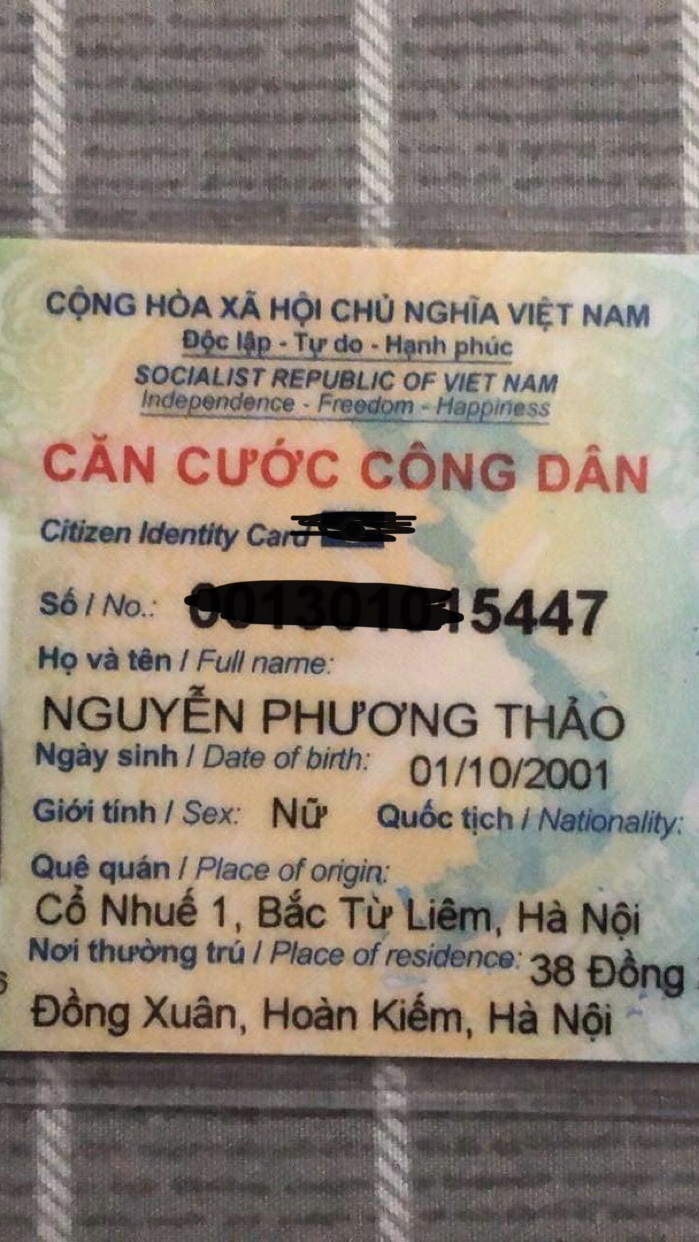 CỘNG HÒA XÃ HỘI CHỦ NGHĨA VIỆT NAM
Độc lập - Tự do - Hạnh phúc
SOCIALIST REPUBLIC OF VIET NAM
Independence - Freedom - Happiness
CĂN CƯỚC CÔNG DÂN
Citizen Identity Card
Số / No.: 5447
Họ và tên / Full name:
NGUYỄN PHƯƠNG THẢO
Ngày sinh / Date of birth: 01/10/2001
Giới tính / Sex: Nữ Quốc tịch / Nationality:
Quê quán / Place of origin:
Cổ Nhuế 1, Bắc Từ Liêm, Hà Nội
Nơi thường trú / Place of residence: 38 Đồng
Đồng Xuân, Hoàn Kiếm, Hà Nội